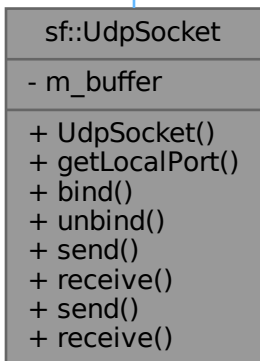 sf::UdpSocket
- m_buffer
+ UdpSocket()
+ getLocalPort()
+ bind()
+ unbind()
+ send()
+ receive()
+ send()
+ receive()